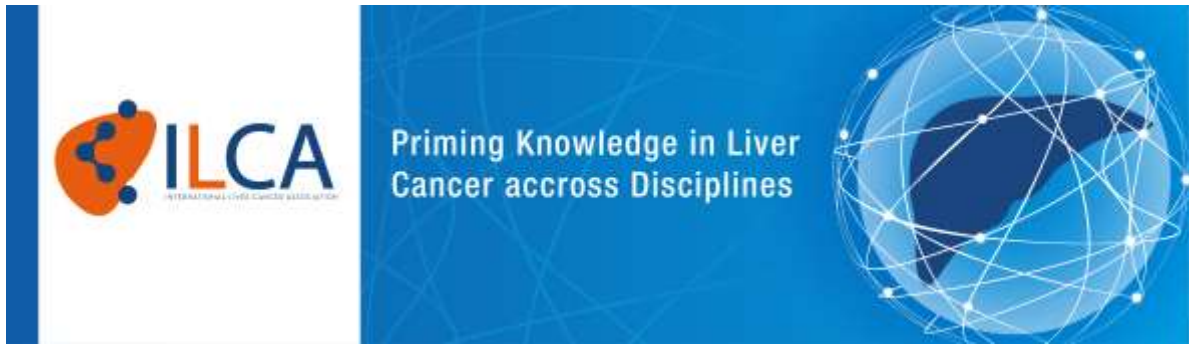 ILCA
INTERNATIONAL LIVER CANCER ASSOCIATION
Priming Knowledge in Liver
Cancer accross Disciplines